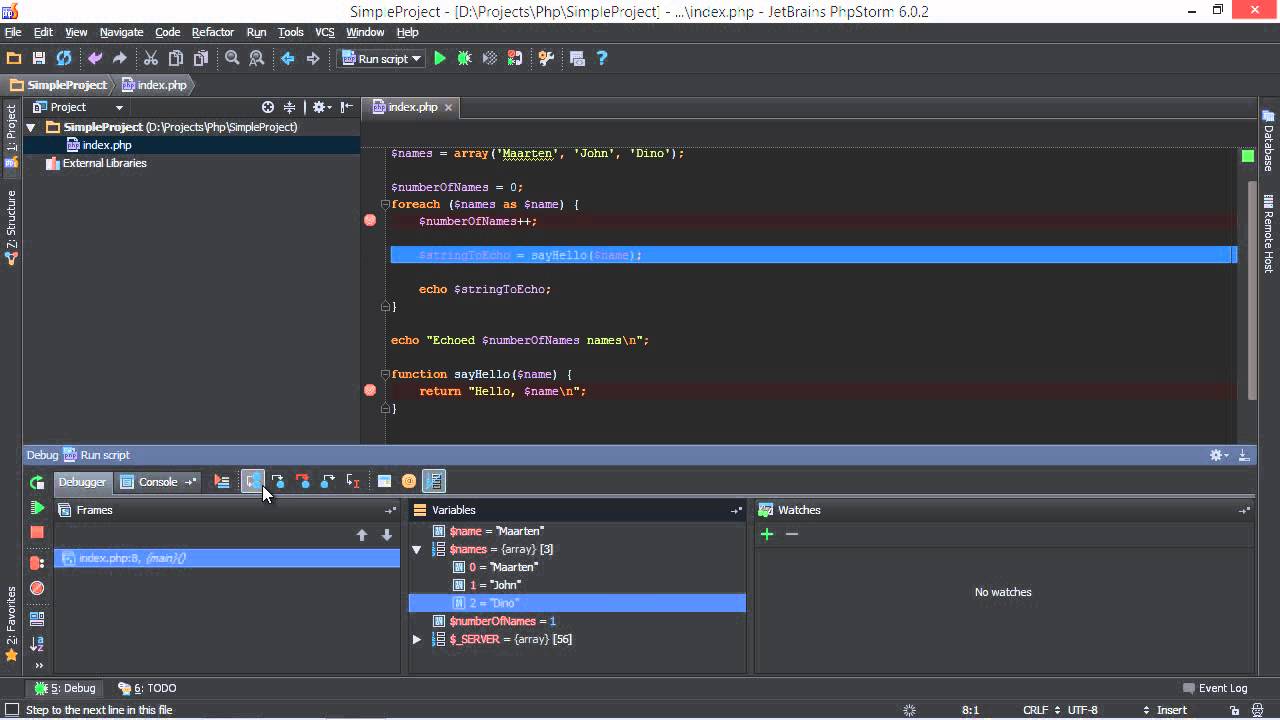 SimpleProject - [D:\Projects\Php\SimpleProject] - ...\index.php - JetBrains PhpStorm 6.0.2
File Edit View Navigate Code Refactor Run Tools VCS Window Help
Run script
SimpleProject index.php
1: Project
Project
index.php
SimpleProject (D:\Projects\Php\SimpleProject)
index.php
External Libraries
Z: Structure
$names = array('Maarten', 'John', 'Dino');
$numberOfNames = 0;
foreach ($names as $name) {
$numberOfNames++;
$stringToEcho = sayHello($name);
echo $stringToEcho;
}
echo "Echoed $numberOfNames names\n";
function sayHello($name) {
return "Hello, $name\n";
}
Database
Remote Host
Debug Run script
Debugger Console
Frames
index.php:8, {main}()
Variables
$name = "Maarten"
$names = {array} [3]
0 = "Maarten"
1 = "John"
2 = "Dino"
$numberOfNames = 1
$_SERVER = {array} [56]
Watches
No watches
2: Favorites
5: Debug 6: TODO Event Log
Step to the next line in this file 8:1 CRLF UTF-8 Insert